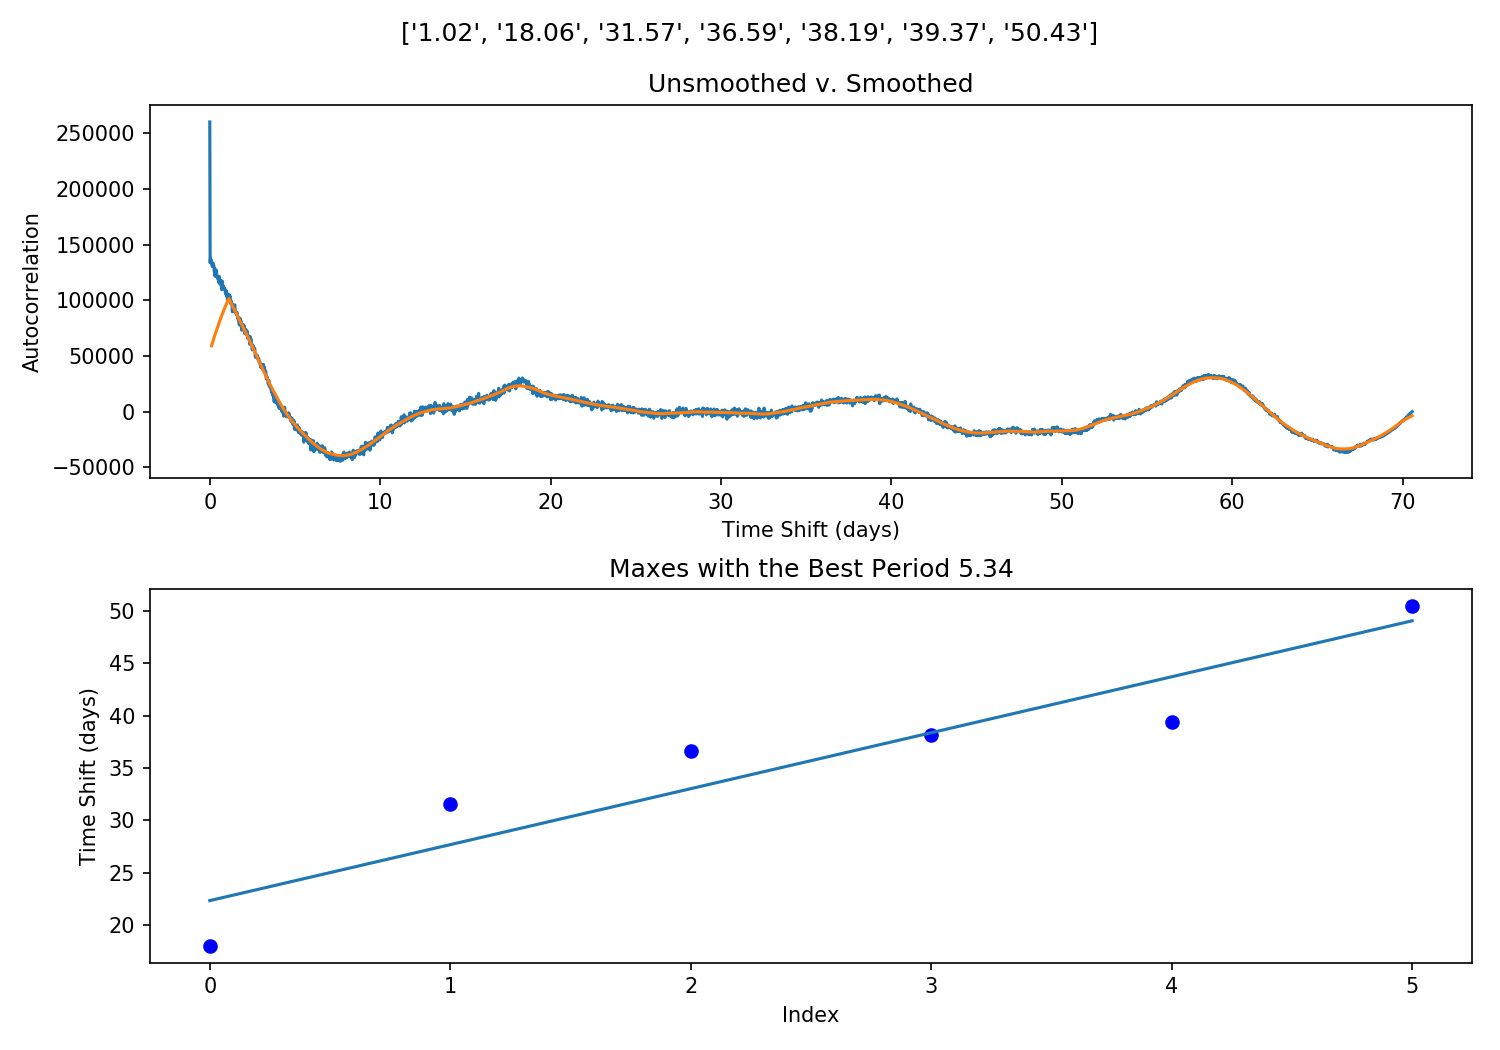 ['1.02', '18.06', '31.57', '36.59', '38.19', '39.37', '50.43']
Unsmoothed v. Smoothed
250000
200000
150000
100000
50000
0
−50000
Autocorrelation
0 10 20 30 40 50 60 70
Time Shift (days)
Maxes with the Best Period 5.34
50
45
40
35
30
25
20
Time Shift (days)
0 1 2 3 4 5
Index